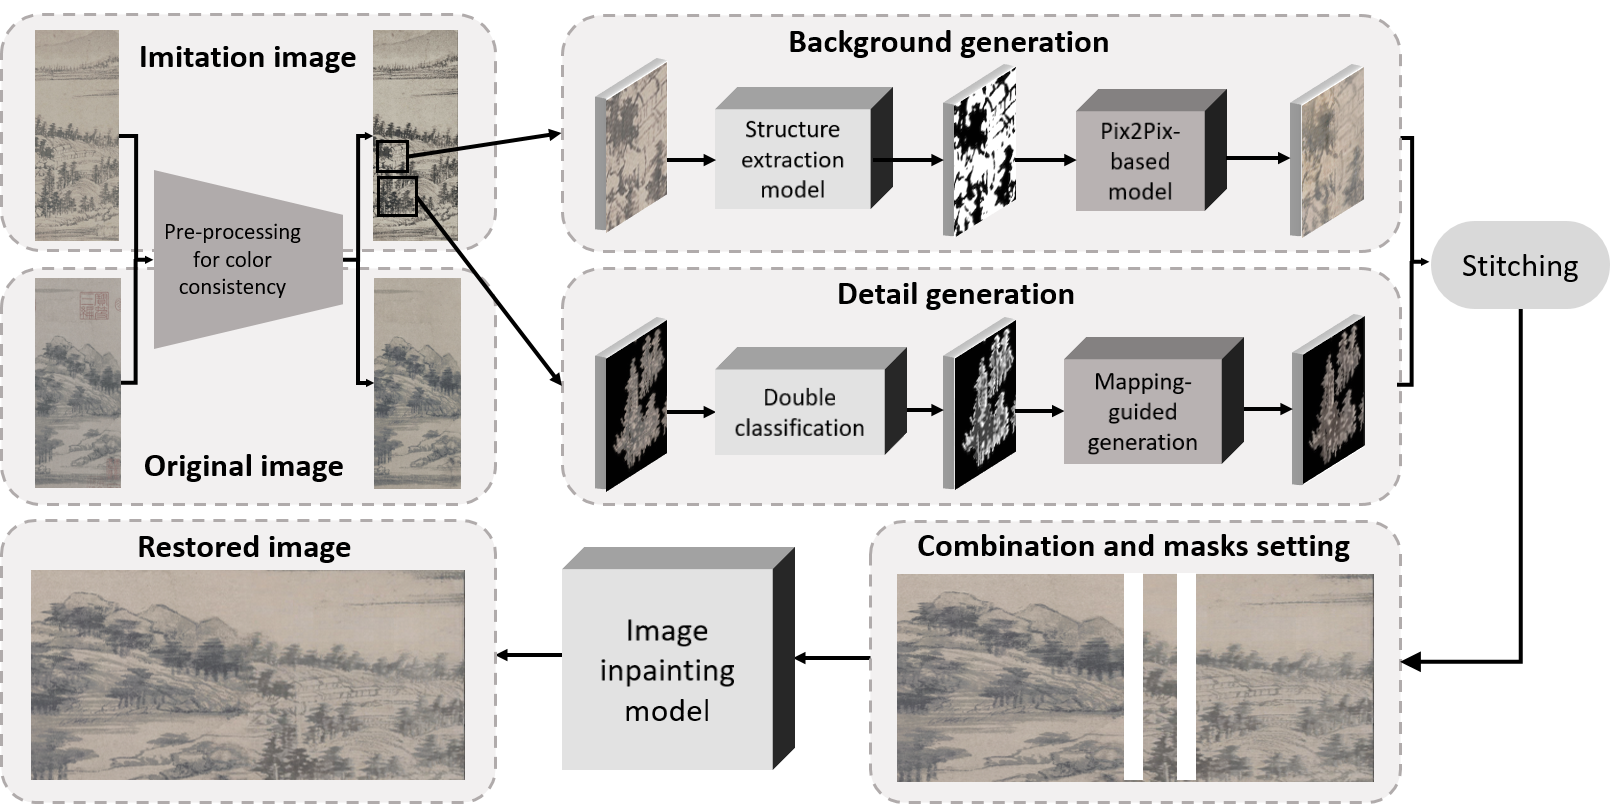 Imitation image
Pre-processing
for color
consistency
Original image
Background generation
Structure
extraction
model
Pix2Pix-
based
model
Detail generation
Double
classification
Mapping-
guided
generation
Stitching
Restored image
Image
inpainting
model
Combination and masks setting